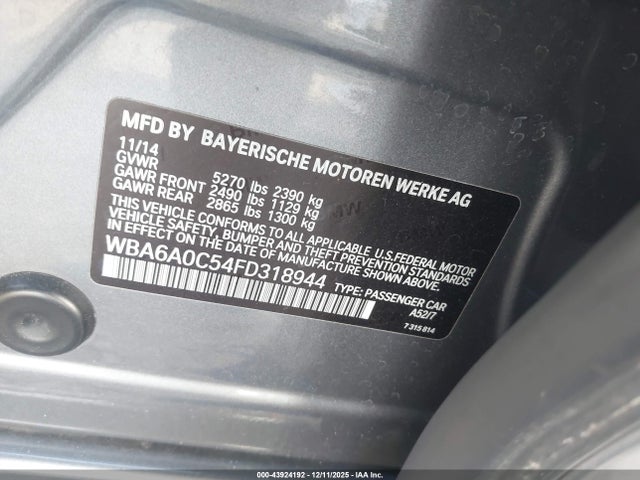 MFD BY BAYERISCHE MOTOREN WERKE AG
11/14
GVWR 5270 lbs 2390 kg
GAWR FRONT 2490 lbs 1129 kg
GAWR REAR 2865 lbs 1300 kg
THIS VEHICLE CONFORMS TO ALL APPLICABLE U.S.FEDERAL MOTOR
VEHICLE SAFETY, BUMPER AND THEFT PREVENTION STANDARDS IN
EFFECT ON THE DATE OF MANUFACTURE SHOWN ABOVE.
WBA6A0C54FD318944 TYPE: PASSENGER CAR
A52/7
7 315 814
000-43924192 - 12/11/2025 - IAA Inc.